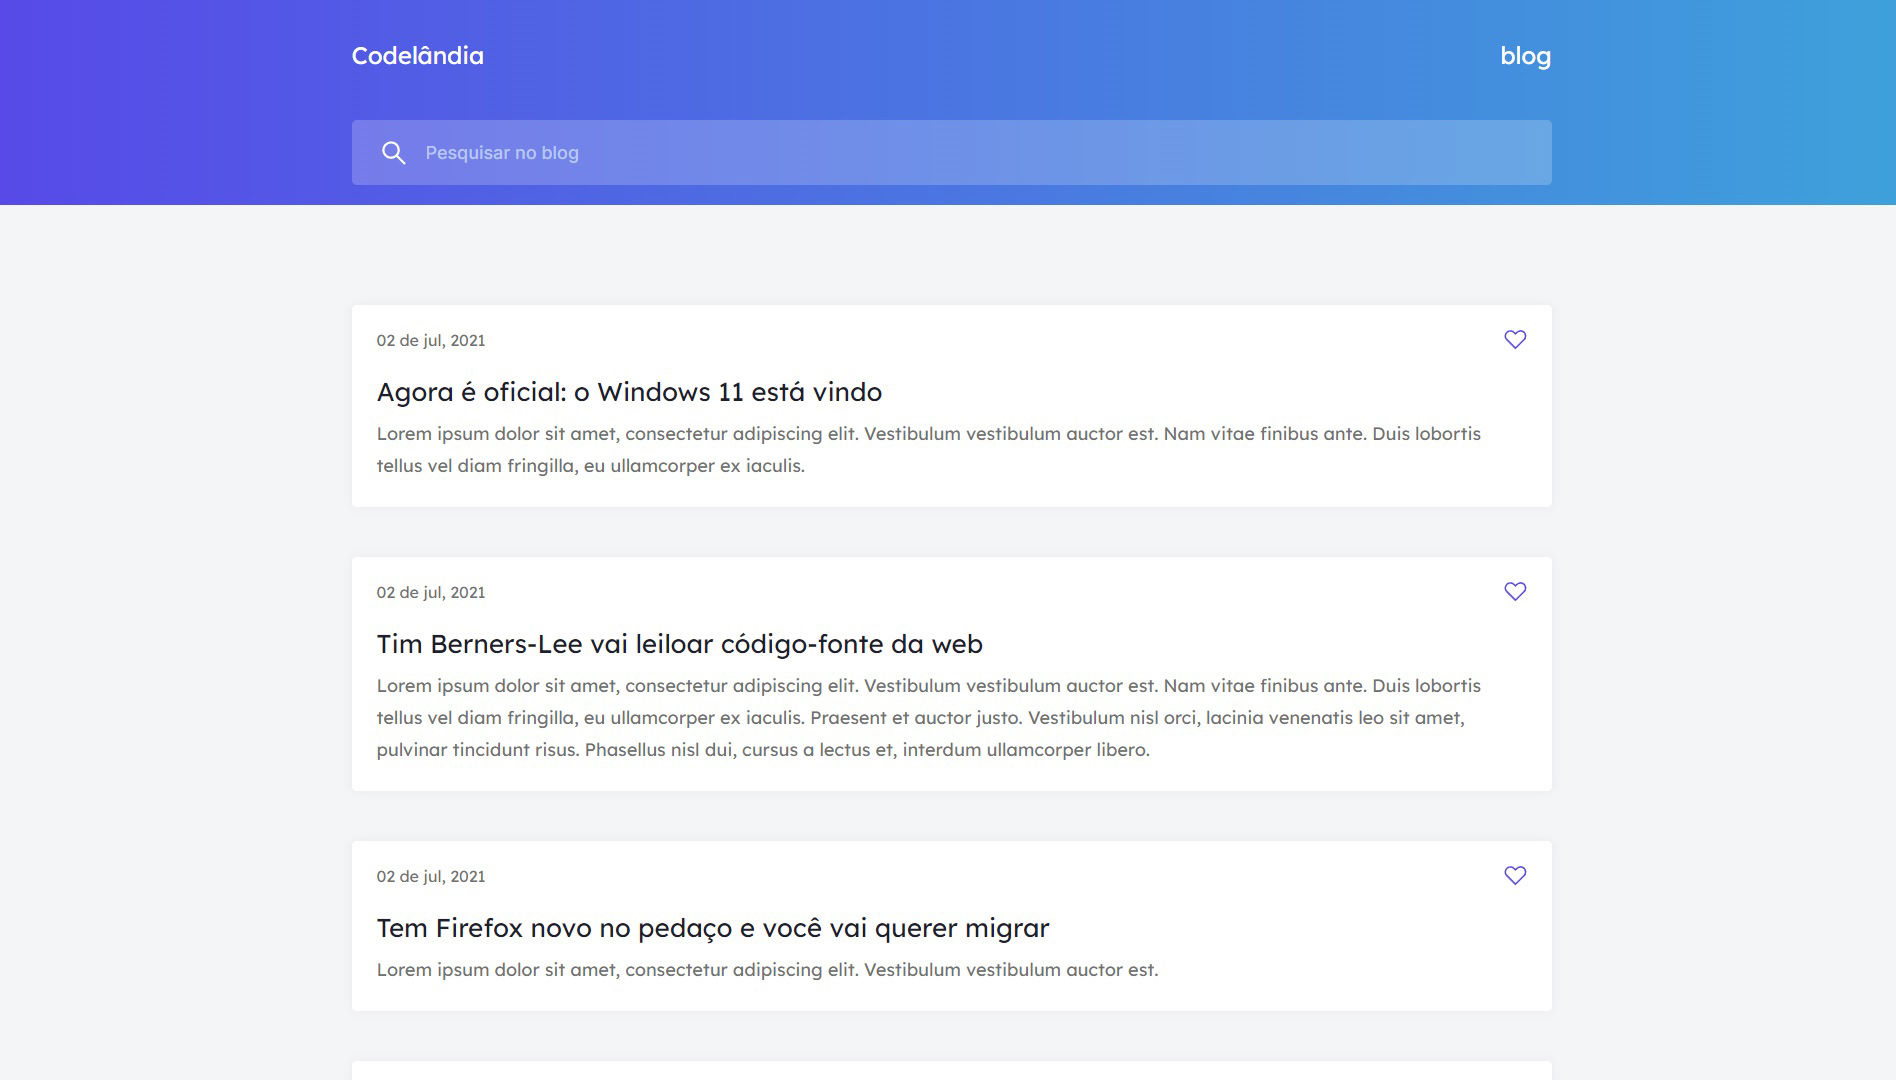 Codelândia
blog
Pesquisar no blog
02 de jul, 2021
Agora é oficial: o Windows 11 está vindo
Lorem ipsum dolor sit amet, consectetur adipiscing elit. Vestibulum vestibulum auctor est. Nam vitae finibus ante. Duis lobortis
tellus vel diam fringilla, eu ullamcorper ex iaculis.
02 de jul, 2021
Tim Berners-Lee vai leiloar código-fonte da web
Lorem ipsum dolor sit amet, consectetur adipiscing elit. Vestibulum vestibulum auctor est. Nam vitae finibus ante. Duis lobortis
tellus vel diam fringilla, eu ullamcorper ex iaculis. Praesent et auctor justo. Vestibulum nisl orci, lacinia venenatis leo sit amet,
pulvinar tincidunt risus. Phasellus nisl dui, cursus a lectus et, interdum ullamcorper libero.
02 de jul, 2021
Tem Firefox novo no pedaço e você vai querer migrar
Lorem ipsum dolor sit amet, consectetur adipiscing elit. Vestibulum vestibulum auctor est.